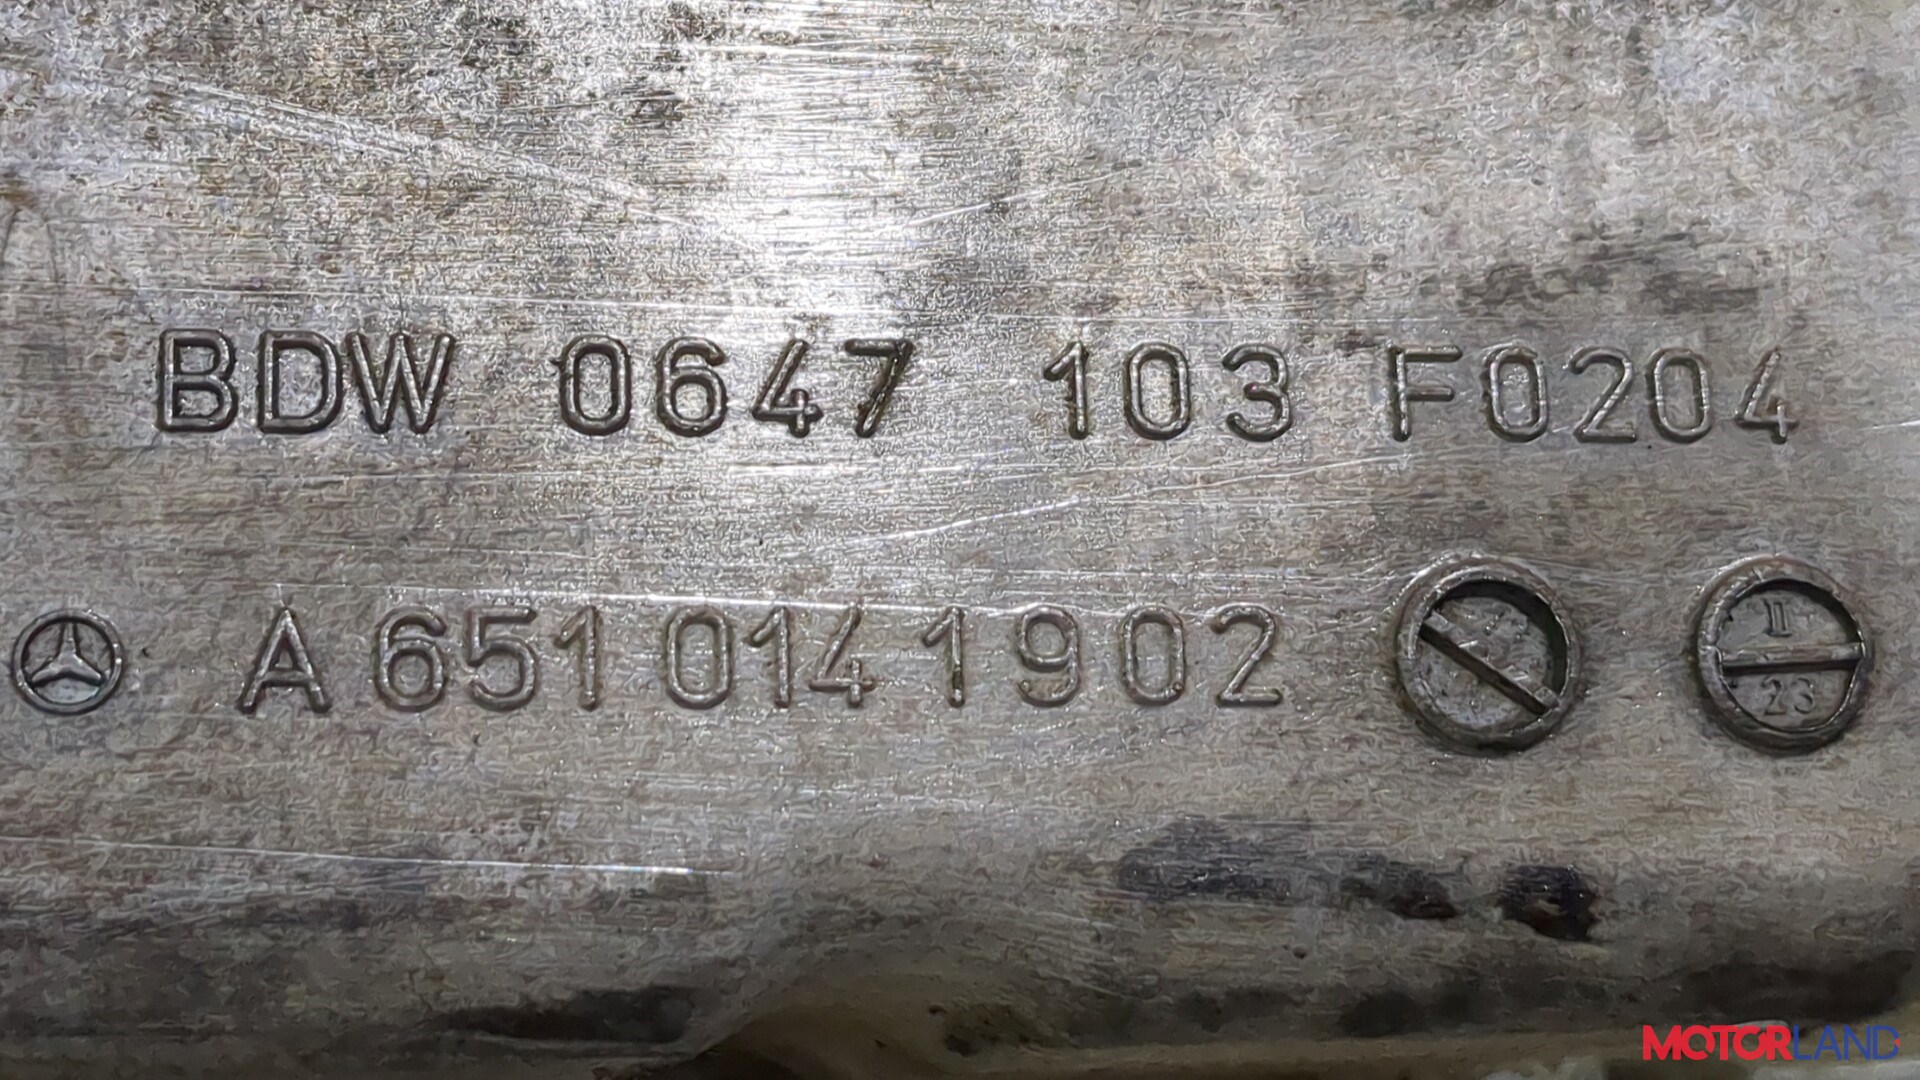 BDW 0647 103 F0204
A 651 014 1902
II
23
MOTORLAND